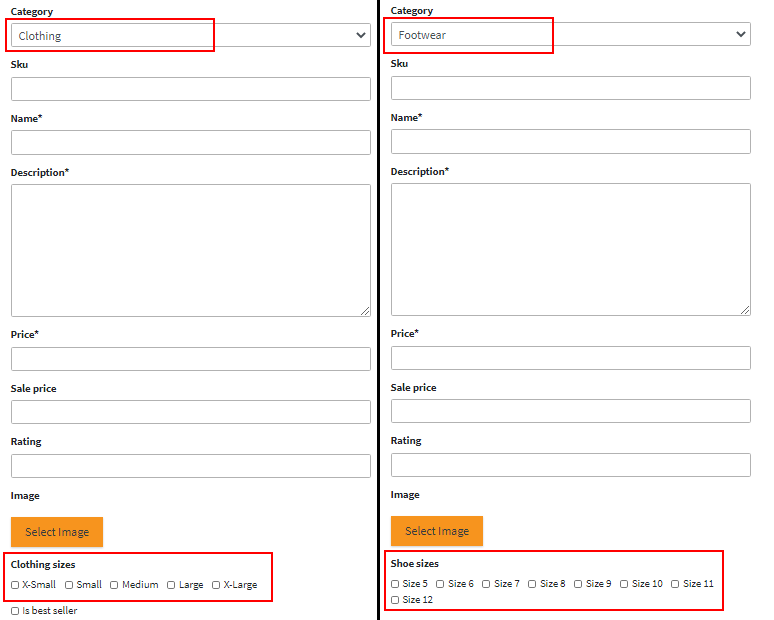 Category
Clothing
Sku
Name*
Description*
Price*
Sale price
Rating
Image
Select Image
Clothing sizes
X-Small Small Medium Large X-Large
Is best seller
Category
Footwear
Sku
Name*
Description*
Price*
Sale price
Rating
Image
Select Image
Shoe sizes
Size 5 Size 6 Size 7 Size 8 Size 9 Size 10 Size 11
Size 12